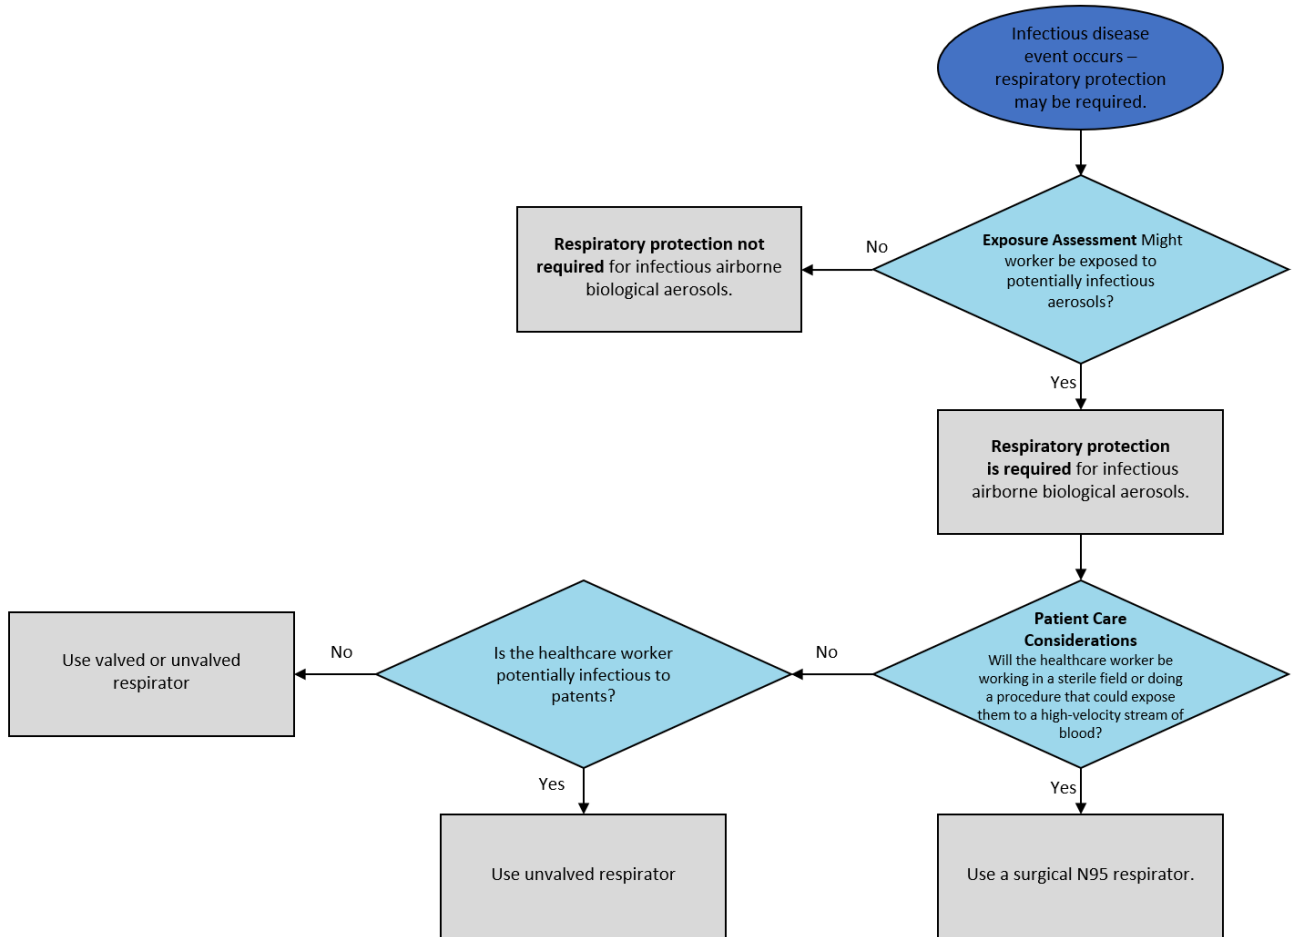 Infectious disease
event occurs –
respiratory protection
may be required.
No
Respiratory protection not
required for infectious airborne
biological aerosols.
Exposure Assessment Might
worker be exposed to
potentially infectious
aerosols?
Yes
Respiratory protection
is required for infectious
airborne biological aerosols.
Patient Care
Considerations
Will the healthcare worker be
working in a sterile field or doing
a procedure that could expose
them to a high-velocity stream of
blood?
No
Is the healthcare worker
potentially infectious to
patents?
No
Use valved or unvalved
respirator
Yes
Use unvalved respirator
Yes
Use a surgical N95 respirator.